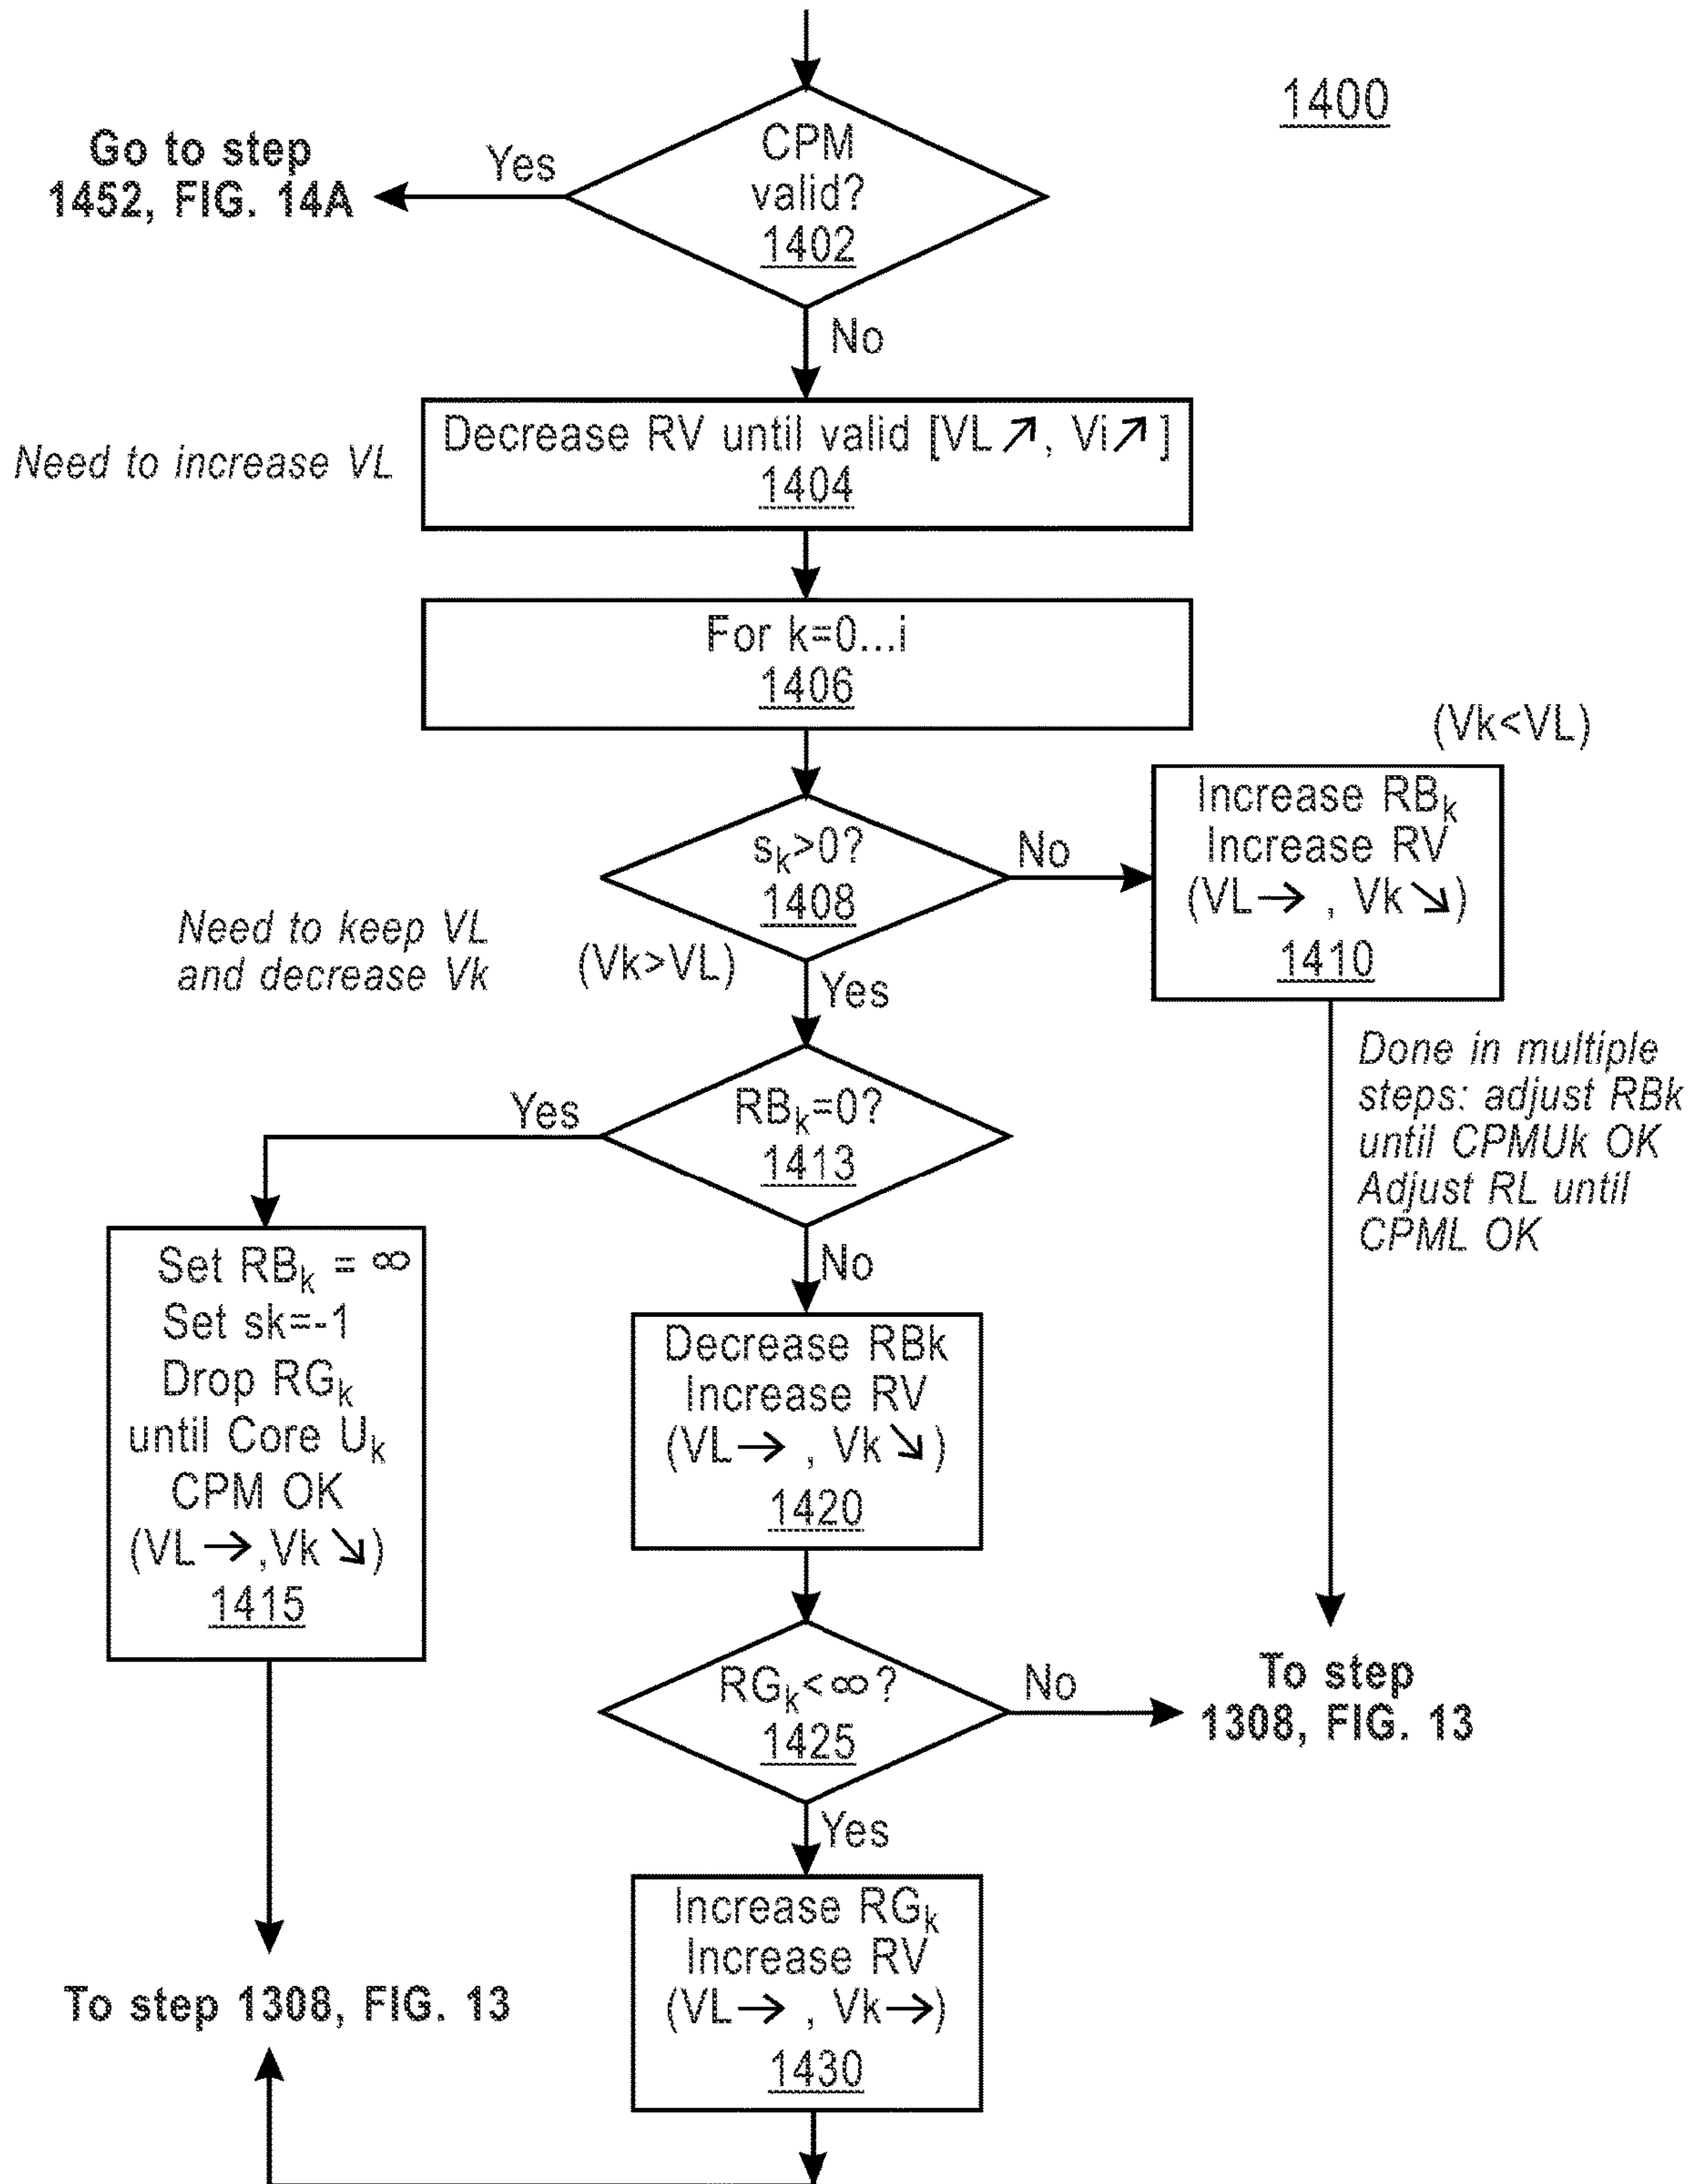 1400
CPM
valid?
1402
Yes
Go to step
1452, FIG. 14A
No
Need to increase VL
Decrease RV until valid [VL↗, Vi↗]
1404
For k=0...i
1406
(Vk<VL)
sₖ>0?
1408
No
Increase RBₖ
Increase RV
(VL→ , Vk↘)
1410
Need to keep VL
and decrease Vk
(Vk>VL)
Yes
Done in multiple
steps: adjust RBk
until CPMUk OK
Adjust RL until
CPML OK
RBₖ=0?
1413
Yes
No
Set RBₖ = ∞
Set sk=-1
Drop RGₖ
until Core Uₖ
CPM OK
(VL→,Vk↘)
1415
Decrease RBk
Increase RV
(VL→ , Vk↘)
1420
RGₖ<∞?
1425
No
To step
1308, FIG. 13
Yes
Increase RGₖ
Increase RV
(VL→ , Vk→)
1430
To step 1308, FIG. 13